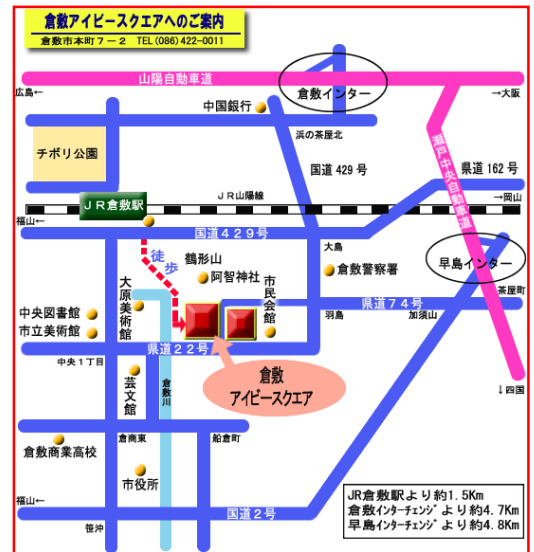 倉敷アイビースクエアへのご案内
倉敷市本町７－２ TEL(086)422-0011
山陽自動車道
広島←
倉敷インター
→大阪
中国銀行
浜の茶屋北
チボリ公園
国道 429 号
瀬戸中央自動車道
県道 162 号
ＪＲ倉敷駅
ＪＲ山陽線
→岡山
福山←
国道４２９号
徒歩
鶴形山
阿智神社
大島
倉敷警察署
早島インター
茶屋町
大原美術館
市民会館
中央図書館
市立美術館
県道７４号
羽島
加須山
県道２２号
中央１丁目
倉敷
アイビースクエア
芸文館
倉敷川
→四国
倉商東
船倉町
倉敷商業高校
市役所
福山←
国道２号
笹沖
JR倉敷駅より約1.5Km
倉敷ｲﾝﾀｰﾁｪﾝｼﾞより約4.7Km
早島ｲﾝﾀｰﾁｪﾝｼﾞより約4.8Km